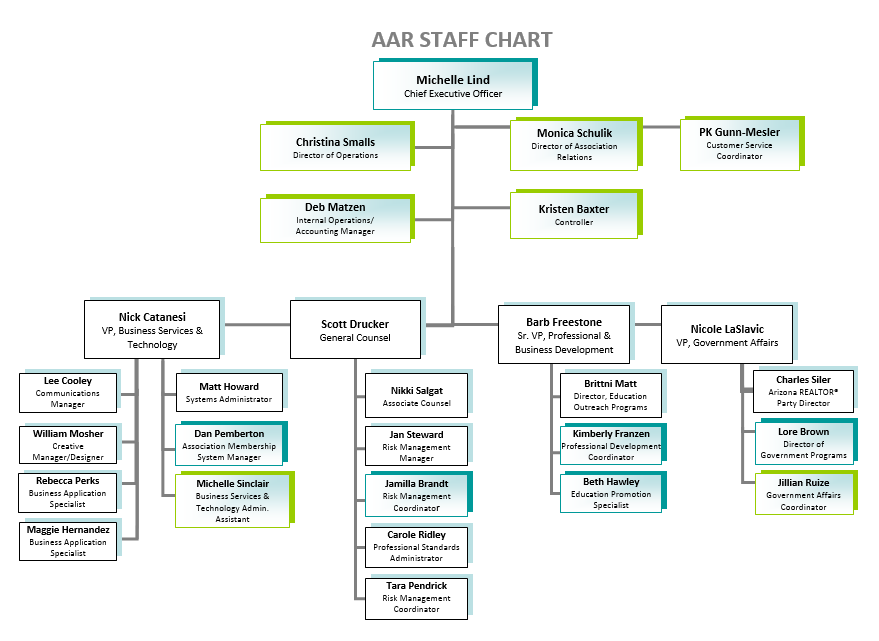 AAR STAFF CHART
Michelle Lind
Chief Executive Officer
Christina Smalls
Director of Operations
Monica Schulik
Director of Association
Relations
PK Gunn-Mesler
Customer Service
Coordinator
Deb Matzen
Internal Operations/
Accounting Manager
Kristen Baxter
Controller
Nick Catanesi
VP, Business Services &
Technology
Scott Drucker
General Counsel
Barb Freestone
Sr. VP, Professional &
Business Development
Nicole LaSlavic
VP, Government Affairs
Lee Cooley
Communications
Manager
William Mosher
Creative
Manager/Designer
Rebecca Perks
Business Application
Specialist
Maggie Hernandez
Business Application
Specialist
Matt Howard
Systems Administrator
Dan Pemberton
Association Membership
System Manager
Michelle Sinclair
Business Services &
Technology Admin.
Assistant
Nikki Salgat
Associate Counsel
Jan Steward
Risk Management
Manager
Jamilla Brandt
Risk Management
Coordinator
Carole Ridley
Professional Standards
Administrator
Tara Pendrick
Risk Management
Coordinator
Brittni Matt
Director, Education
Outreach Programs
Kimberly Franzen
Professional Development
Coordinator
Beth Hawley
Education Promotion
Specialist
Charles Siler
Arizona REALTOR®
Party Director
Lore Brown
Director of
Government Programs
Jillian Ruize
Government Affairs
Coordinator